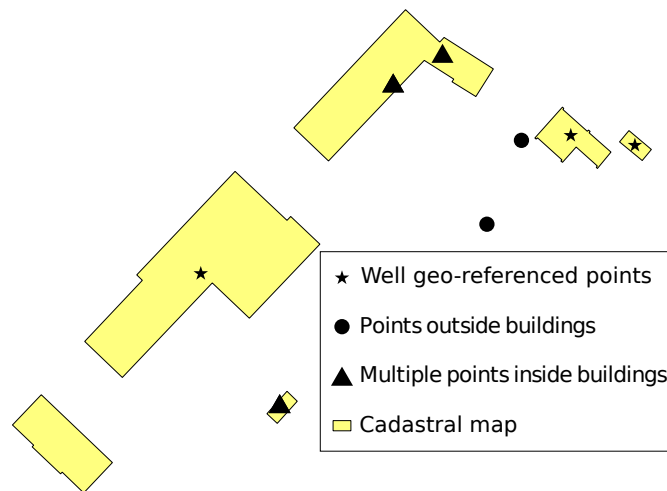 Well geo-referenced points
Points outside buildings
Multiple points inside buildings
Cadastral map